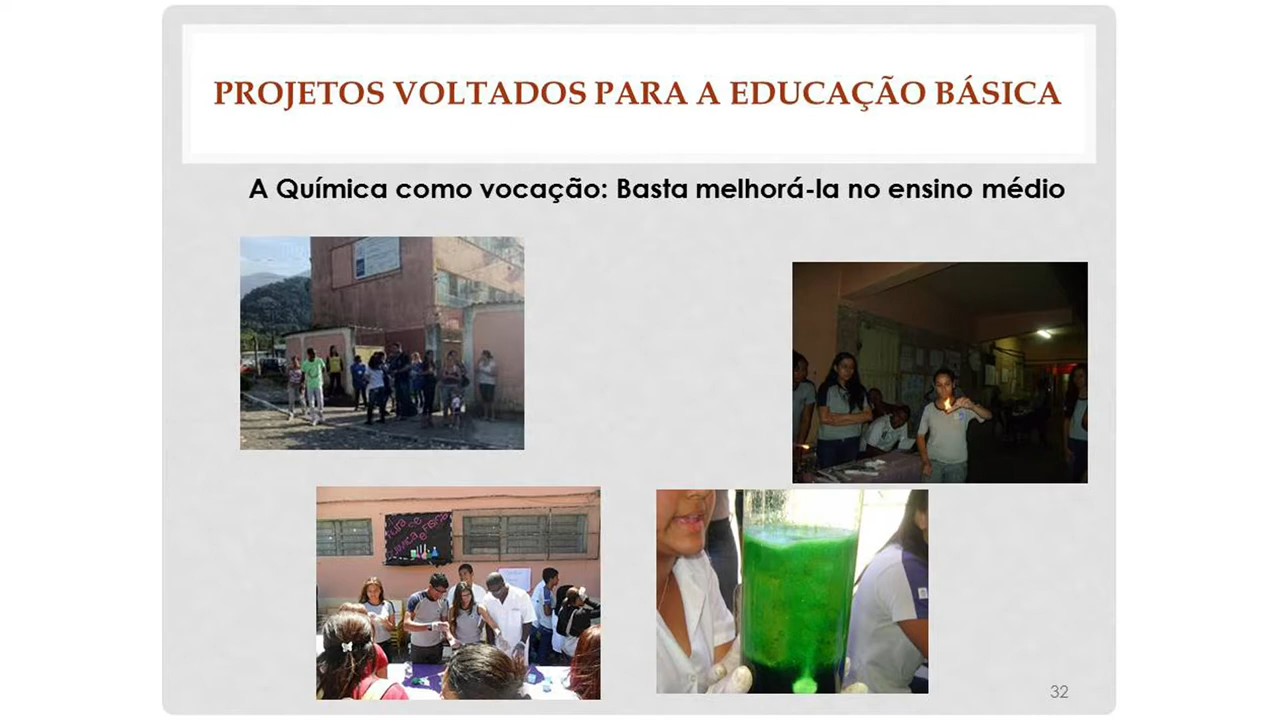 PROJETOS VOLTADOS PARA A EDUCAÇÃO BÁSICA
A Química como vocação: Basta melhorá-la no ensino médio
32